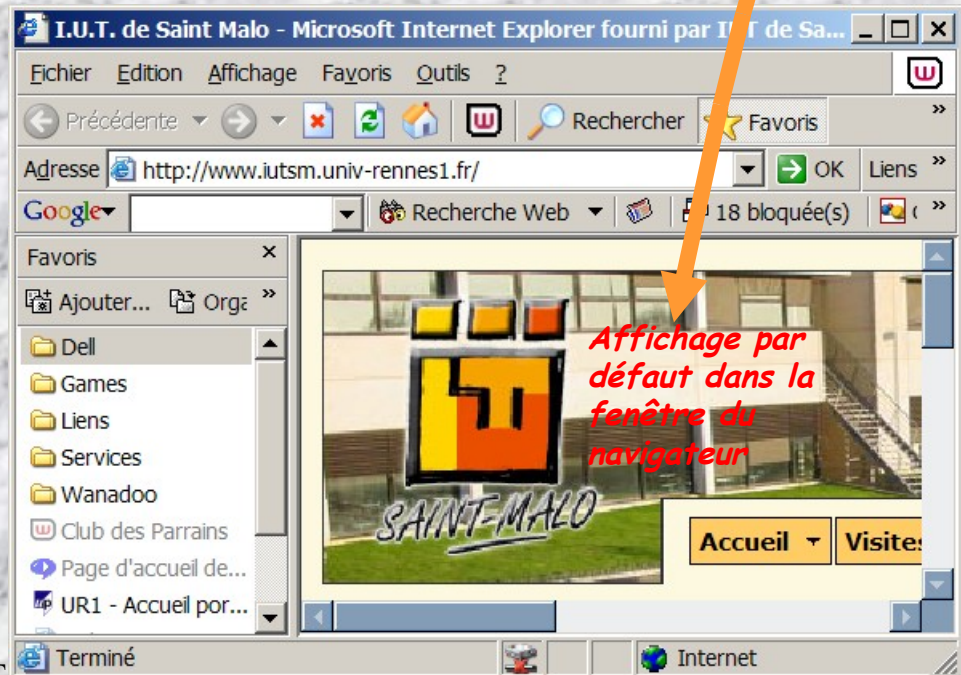 I.U.T. de Saint Malo - Microsoft Internet Explorer fourni par I de Sa...
Fichier Edition Affichage Favoris Outils ?
Précédente Rechercher Favoris »
Adresse http://www.iutsm.univ-rennes1.fr/ OK Liens »
Google Recherche Web 18 bloquée(s) »
Favoris ×
Ajouter... Orga »
Dell
Games
Liens
Services
Wanadoo
Club des Parrains
Page d'accueil de...
UR1 - Accueil por...
Affichage par
défaut dans la
fenêtre du
navigateur
SAINT-MALO
Accueil Visites
Terminé Internet